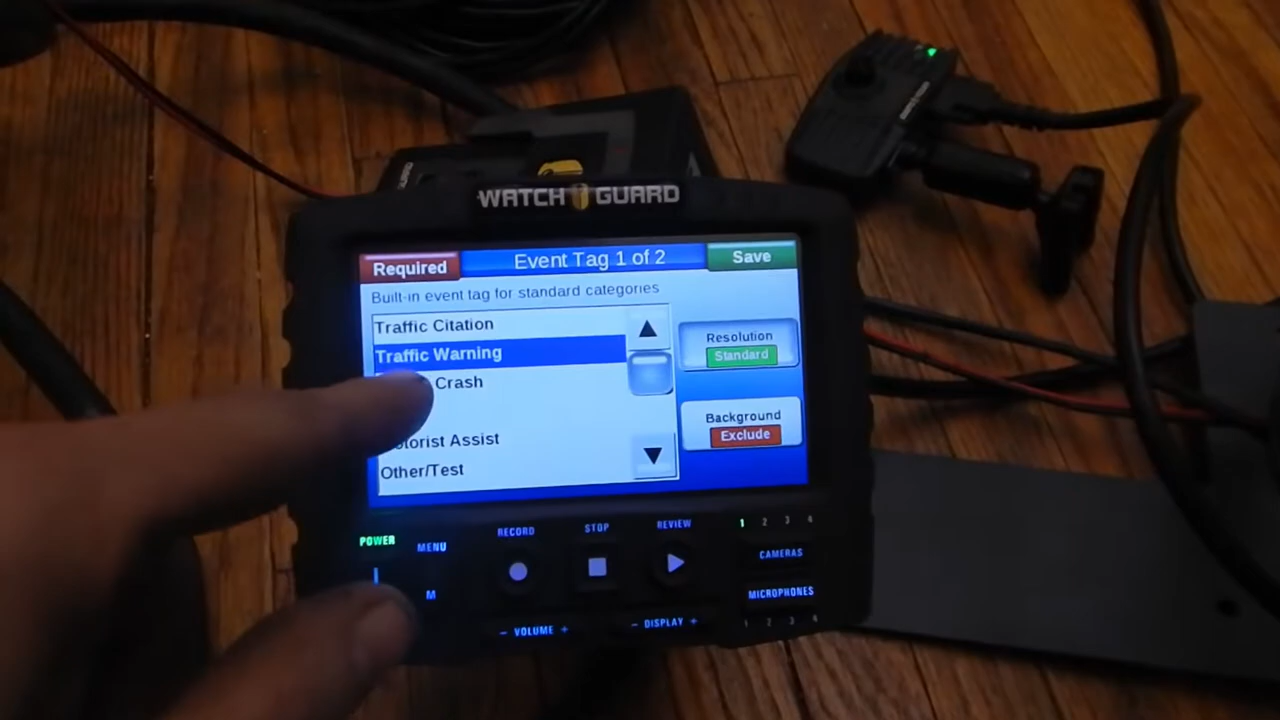 WATCH GUARD
Required
Event Tag 1 of 2
Save
Built-in event tag for standard categories
Traffic Citation
Traffic Warning
Crash
Motorist Assist
Other/Test
Resolution
Standard
Background
Exclude
POWER
MENU
M
RECORD
STOP
REVIEW
1 2 3 4
CAMERAS
MICROPHONES
1 2 3 4
- VOLUME +
- DISPLAY +